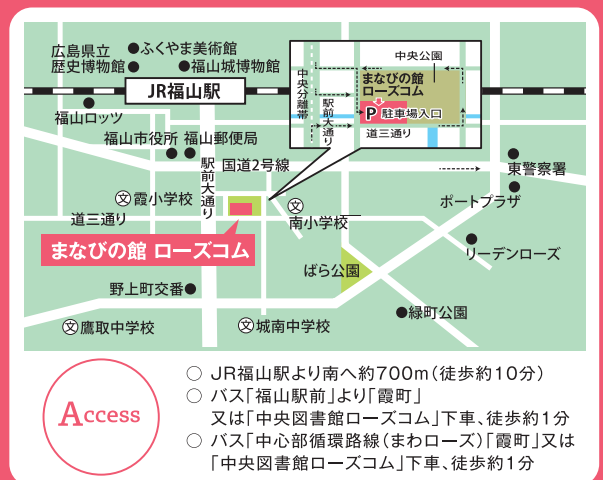 広島県立
歴史博物館
ふくやま美術館
福山城博物館
JR福山駅
福山ロッツ
福山市役所
福山郵便局
駅前大通り
国道2号線
中央分離帯
駅前大通り
中央公園
まなびの館
ローズコム
P 駐車場入口
道三通り
東警察署
ポートプラザ
文 霞小学校
道三通り
文
南小学校
リーデンローズ
まなびの館 ローズコム
ばら公園
野上町交番
緑町公園
文 鷹取中学校
文 城南中学校
Access
○ JR福山駅より南へ約700m(徒歩約10分)
○ バス「福山駅前」より「霞町」
又は「中央図書館ローズコム」下車、徒歩約1分
○ バス「中心部循環路線(まわローズ)「霞町」又は
「中央図書館ローズコム」下車、徒歩約1分